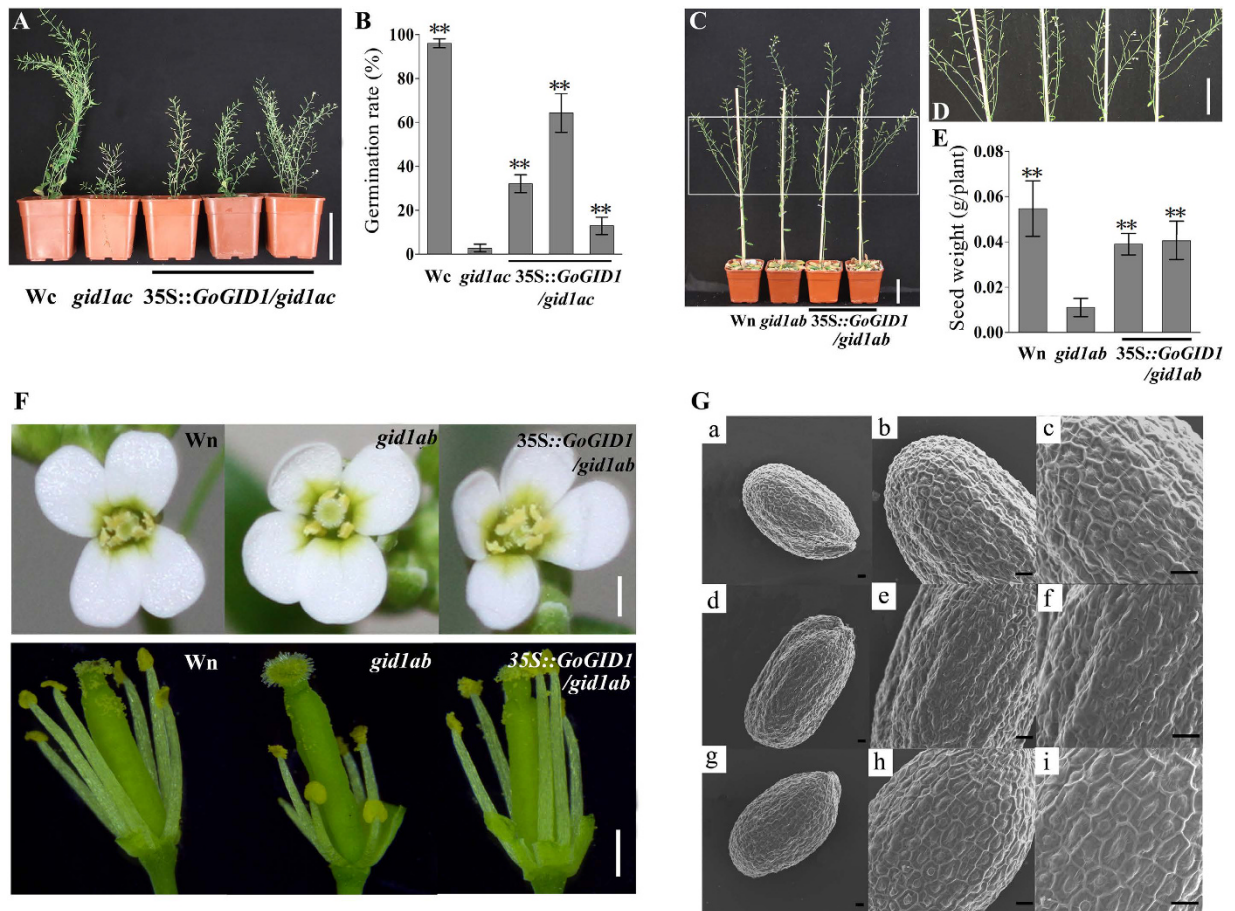 A
Wc gid1ac 35S::GoGID1/gid1ac
B
Germination rate (%)
100
80
60
40
20
0
**
**
**
**
Wc gid1ac 35S::GoGID1
/gid1ac
C
Wn gid1ab 35S::GoGID1
/gid1ab
D
E
Seed weight (g/plant)
0.08
0.06
0.04
0.02
0.00
**
**
**
Wn gid1ab 35S::GoGID1
/gid1ab
F
Wn
gid1ab
35S::GoGID1
/gid1ab
Wn
gid1ab
35S::GoGID1
/gid1ab
G
a
b
c
d
e
f
g
h
i